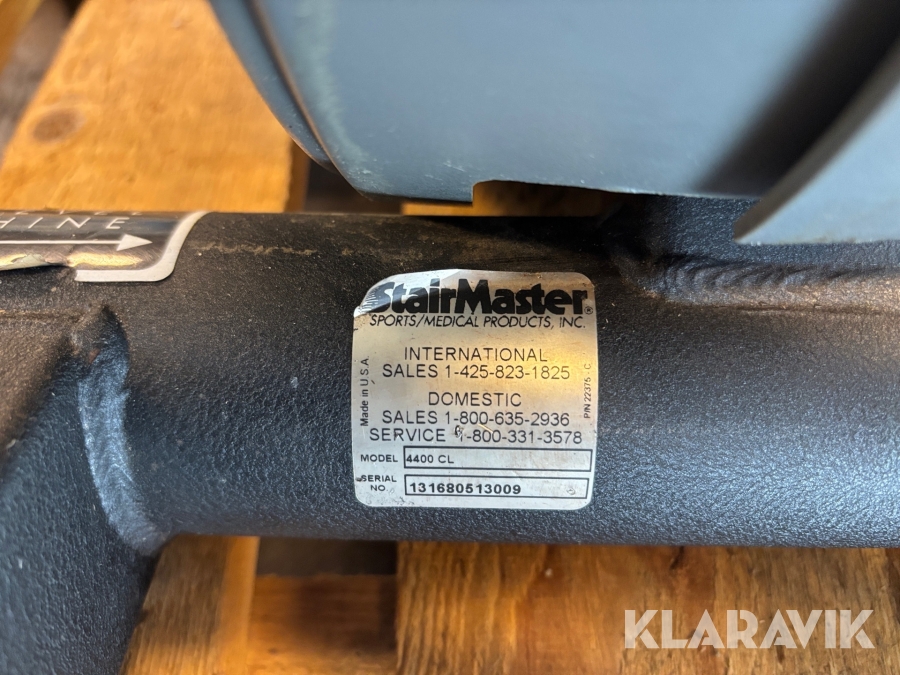 HINE
StairMaster®
SPORTS/MEDICAL PRODUCTS, INC.
INTERNATIONAL
SALES 1-425-823-1825
DOMESTIC
SALES 1-800-635-2936
SERVICE 1-800-331-3578
MODEL 4400 CL
SERIAL
NO. 131680513009
Made in U.S.A.
P/N 22375 - C
KLARAVIK